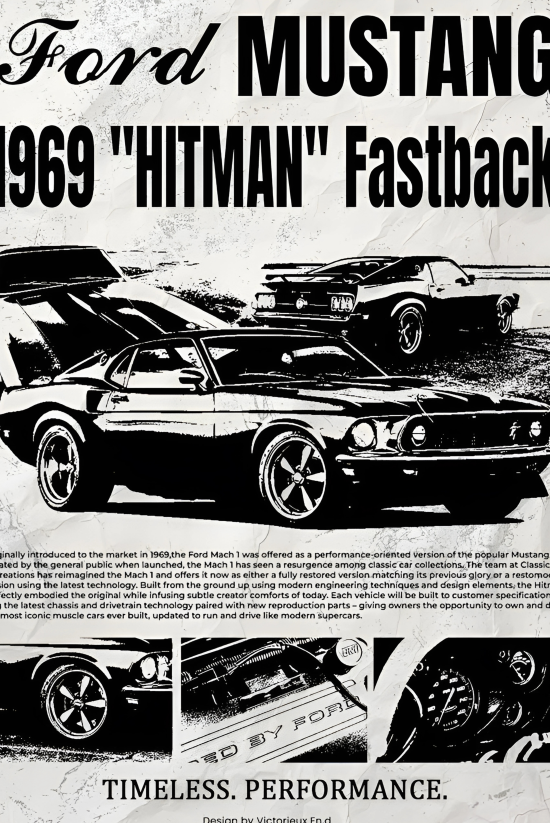 Ford MUSTANG
1969 "HITMAN" Fastback
ginally introduced to the market in 1969,the Ford Mach 1 was offered as a performance-oriented version of the popular Mustang
ated by the general public when launched, the Mach 1 has seen a resurgence among classic car collections. The team at Classic
reations has reimagined the Mach 1 and offers it now as either a fully restored version matching its previous glory or a restomod
sion using the latest technology. Built from the ground up using modern engineering techniques and design elements, the Hitm
fectly embodied the original while infusing subtle creator comforts of today. Each vehicle will be built to customer specification
g the latest chassis and drivetrain technology paired with new reproduction parts – giving owners the opportunity to own and d
most iconic muscle cars ever built, updated to run and drive like modern supercars.
ED BY FORD
TIMELESS. PERFORMANCE.
Design by Victorieux En.d